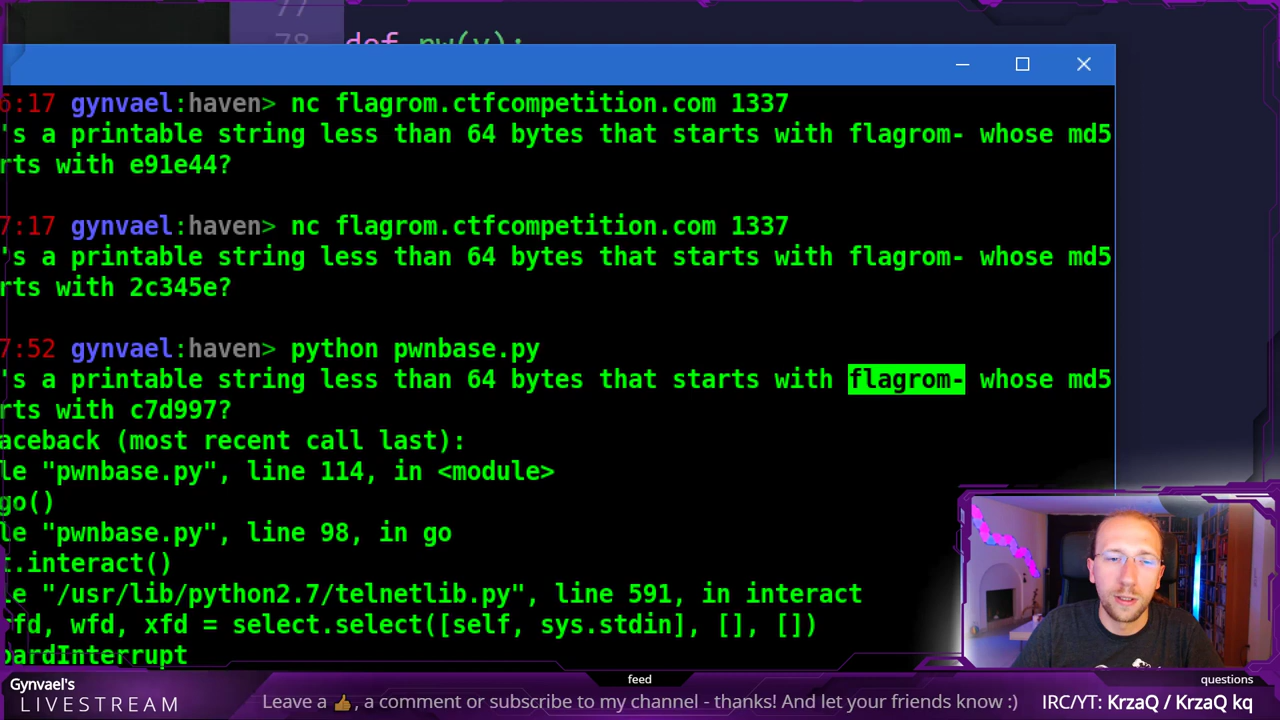 77
78 def rw(v):
6:17 gynvael:haven> nc flagrom.ctfcompetition.com 1337
's a printable string less than 64 bytes that starts with flagrom- whose md5
rts with e91e44?
7:17 gynvael:haven> nc flagrom.ctfcompetition.com 1337
's a printable string less than 64 bytes that starts with flagrom- whose md5
rts with 2c345e?
7:52 gynvael:haven> python pwnbase.py
's a printable string less than 64 bytes that starts with flagrom- whose md5
rts with c7d997?
aceback (most recent call last):
le "pwnbase.py", line 114, in <module>
go()
le "pwnbase.py", line 98, in go
t.interact()
le "/usr/lib/python2.7/telnetlib.py", line 591, in interact
rfd, wfd, xfd = select.select([self, sys.stdin], [], [])
oardInterrupt
Gynvael's
LIVESTREAM
feed
Leave a 👍, a comment or subscribe to my channel - thanks! And let your friends know :)
questions
IRC/YT: KrzaQ / KrzaQ kq